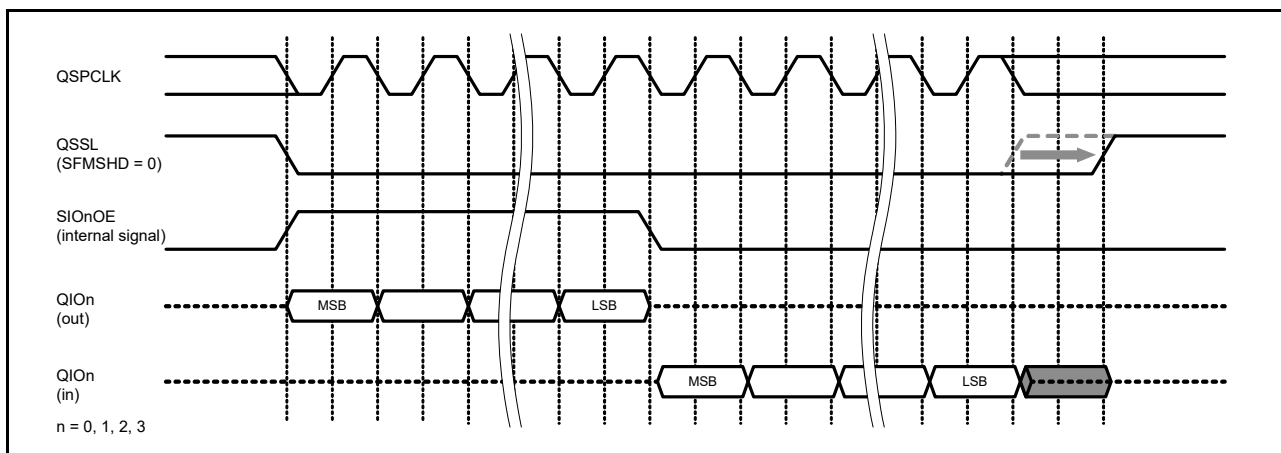 QSPCLK
QSSL
(SFMSHD = 0)
SIOnOE
(internal signal)
QIOn
(out)
MSB
LSB
QIOn
(in)
MSB
LSB
n = 0, 1, 2, 3